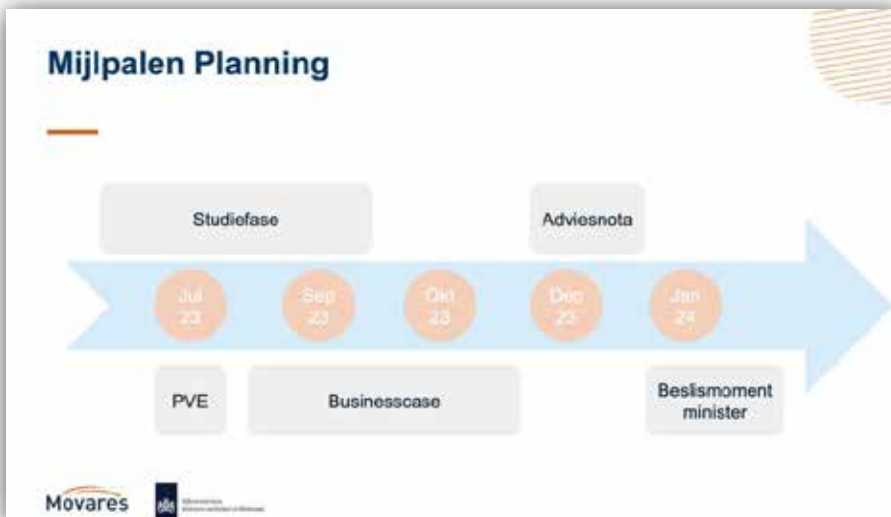 Mijlpalen Planning
Studiefase
Adviesnota
Jul
23
Sep
23
Okt
23
Dec
23
Jan
24
PVE
Businesscase
Beslismoment
minister
Movares